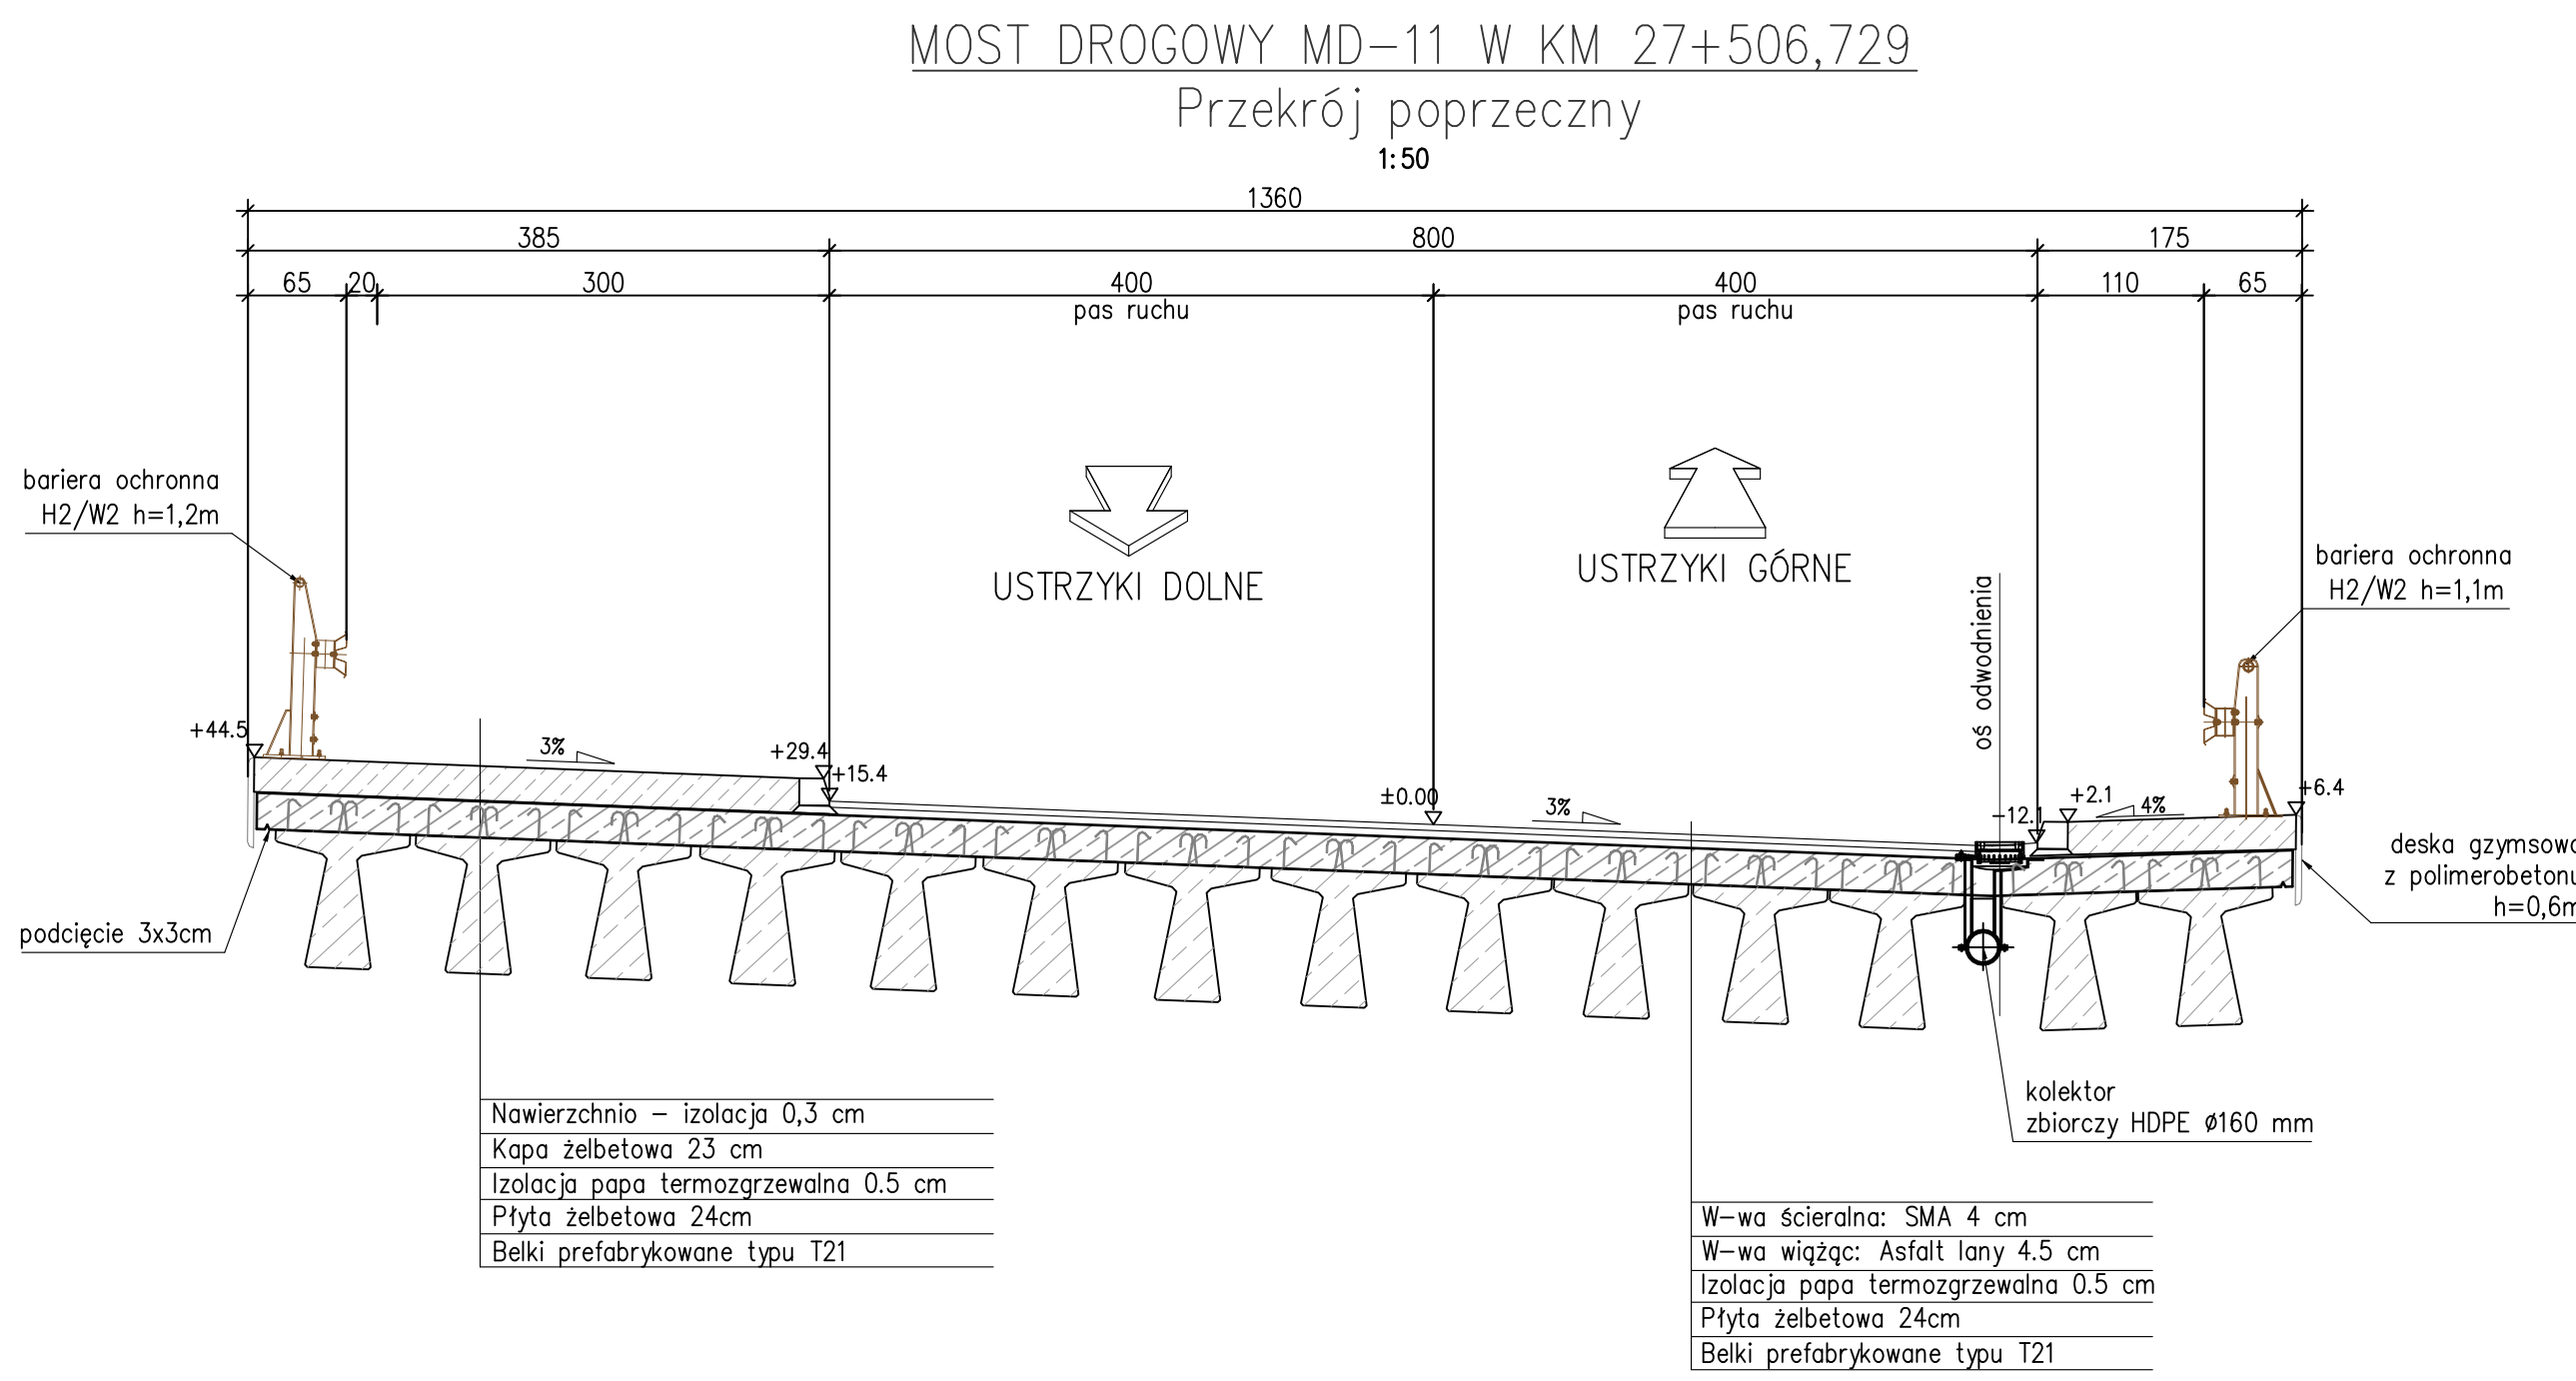 MOST DROGOWY MD-11 W KM 27+506,729
Przekrój poprzeczny
1:50
1360
385
800
175
65
20
300
400
400
110
65
pas ruchu
pas ruchu
bariera ochronna
H2/W2 h=1,2m
USTRZYKI DOLNE
USTRZYKI GÓRNE
oś odwodnienia
bariera ochronna
H2/W2 h=1,1m
+44.5
3%
+29.4
+15.4
±0.00
3%
-12.1
+2.1
4%
+6.4
deska gzymsowa
z polimerobetonu
h=0,6m
podcięcie 3x3cm
kolektor
zbiorczy HDPE ø160 mm
Nawierzchnio - izolacja 0,3 cm
Kapa żelbetowa 23 cm
Izolacja papa termozgrzewalna 0.5 cm
Płyta żelbetowa 24cm
Belki prefabrykowane typu T21
W-wa ścieralna: SMA 4 cm
W-wa wiążąc: Asfalt lany 4.5 cm
Izolacja papa termozgrzewalna 0.5 cm
Płyta żelbetowa 24cm
Belki prefabrykowane typu T21